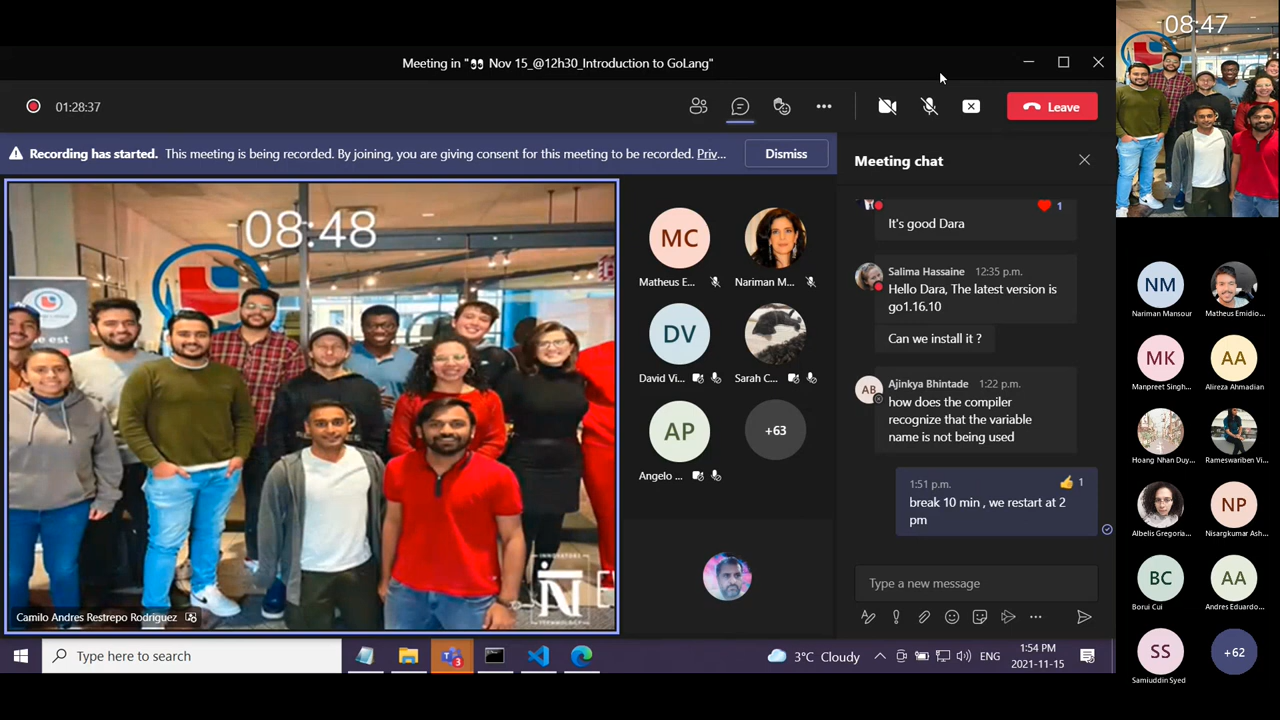 Meeting in "👀 Nov 15_@12h30_Introduction to GoLang"
01:28:37
Leave
Recording has started. This meeting is being recorded. By joining, you are giving consent for this meeting to be recorded. Priv...
Dismiss
08:48
Camilo Andres Restrepo Rodriguez
MC
Matheus E...
Nariman M...
DV
David Vi...
Sarah C...
AP
Angelo ...
+63
Meeting chat
1
It's good Dara
Salima Hassaine 12:35 p.m.
Hello Dara, The latest version is
go1.16.10
Can we install it ?
AB
Ajinkya Bhintade 1:22 p.m.
how does the compiler
recognize that the variable
name is not being used
1:51 p.m. 👍 1
break 10 min , we restart at 2
pm
Type a new message
Type here to search
3
3°C Cloudy
ENG
1:54 PM
2021-11-15
08:47
NM
Nariman Mansour
Matheus Emidio...
MK
Manpreet Singh...
AA
Alireza Ahmadian
Hoang Nhan Duy...
Rameswariben Vi...
Albelis Gregoria...
NP
Nisargkumar Ash...
BC
Borui Cui
AA
Andres Eduardo...
SS
Samiuddin Syed
+62